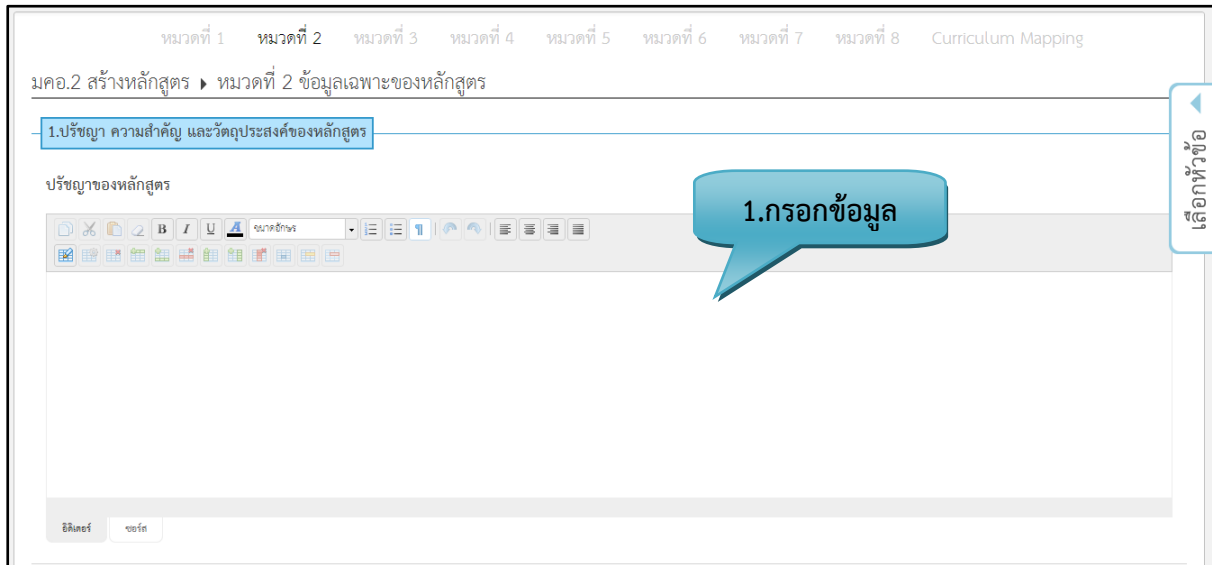 หมวดที่ 1 หมวดที่ 2 หมวดที่ 3 หมวดที่ 4 หมวดที่ 5 หมวดที่ 6 หมวดที่ 7 หมวดที่ 8 Curriculum Mapping
มคอ.2 สร้างหลักสูตร ▸ หมวดที่ 2 ข้อมูลเฉพาะของหลักสูตร
1.ปรัชญา ความสำคัญ และวัตถุประสงค์ของหลักสูตร
เลือกหัวข้อ
ปรัชญาของหลักสูตร
1.กรอกข้อมูล
B I U A ขนาดอักษร
อิดิเตอร์ ซอร์ส